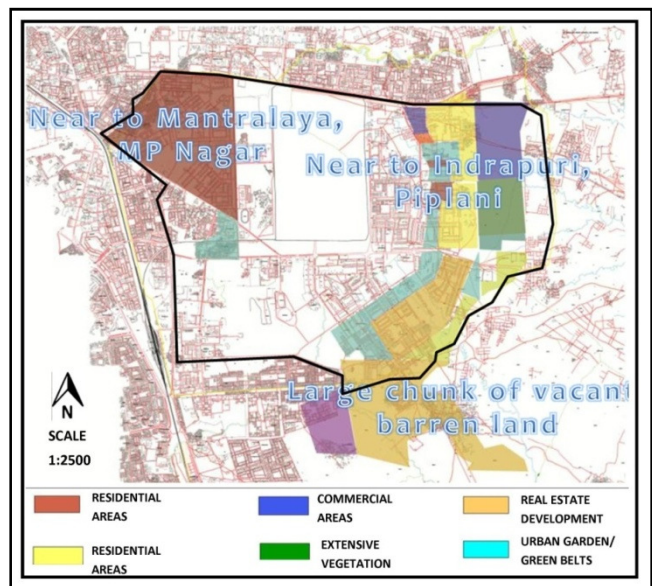 Near to Mantralaya,
MP Nagar
Near to Indrapuri,
Piplani
Large chunk of vacant
barren land
N
SCALE
1:2500
RESIDENTIAL
AREAS
COMMERCIAL
AREAS
REAL ESTATE
DEVELOPMENT
RESIDENTIAL
AREAS
EXTENSIVE
VEGETATION
URBAN GARDEN/
GREEN BELTS